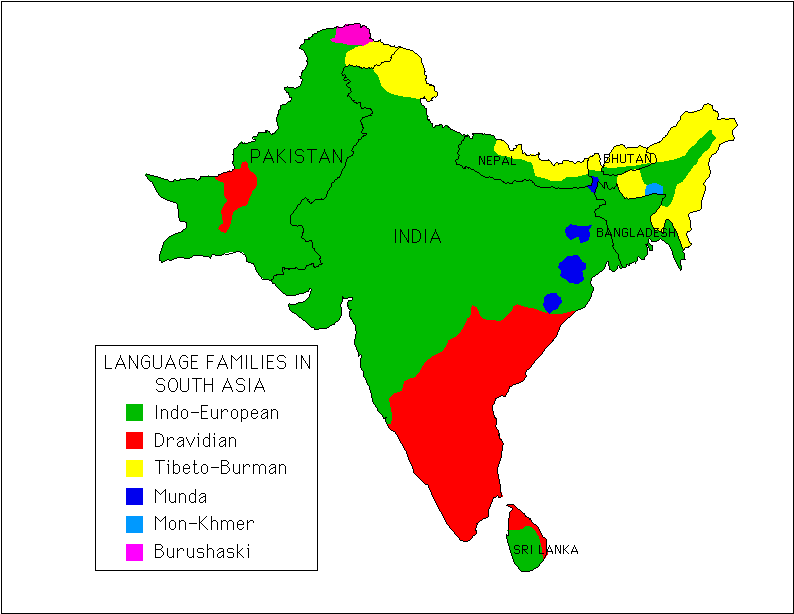 PAKISTAN
NEPAL
BHUTAN
INDIA
BANGLADESH
LANGUAGE FAMILIES IN
SOUTH ASIA
Indo-European
Dravidian
Tibeto-Burman
Munda
Mon-Khmer
Burushaski
SRI LANKA